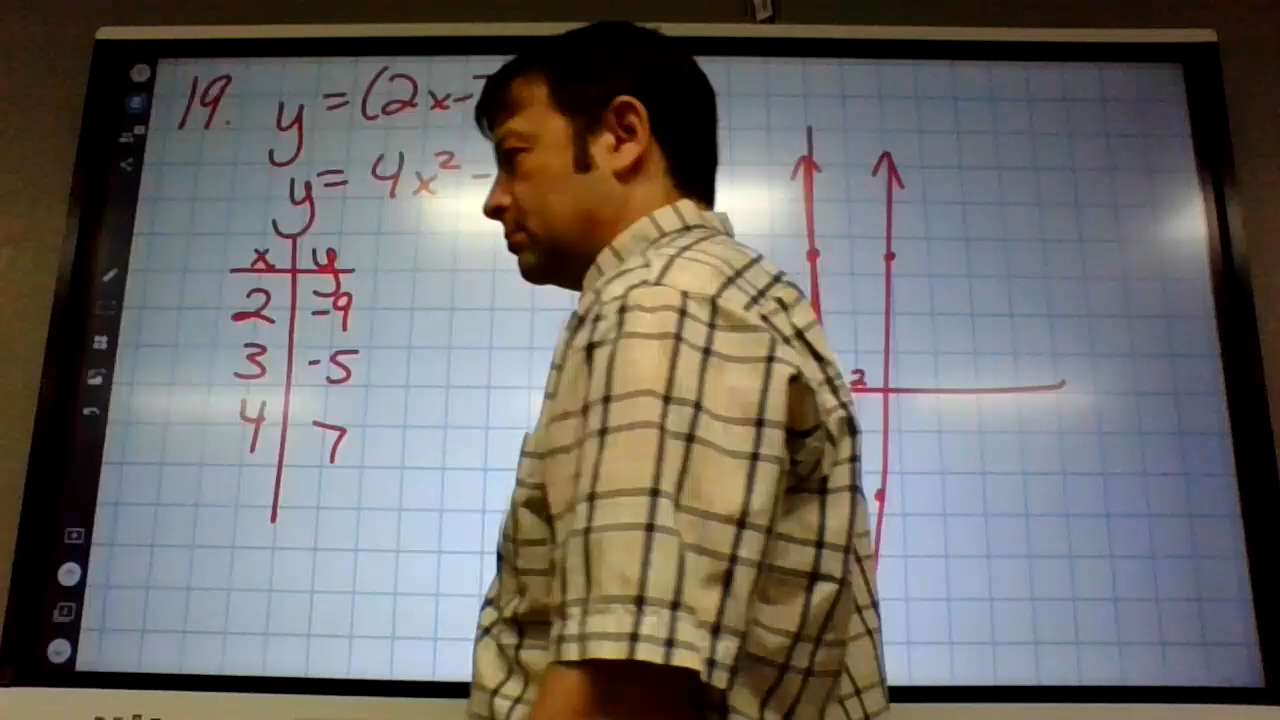 19. y = (2x-
y = 4x² -
x y
2 -9
3 -5
4 7
2